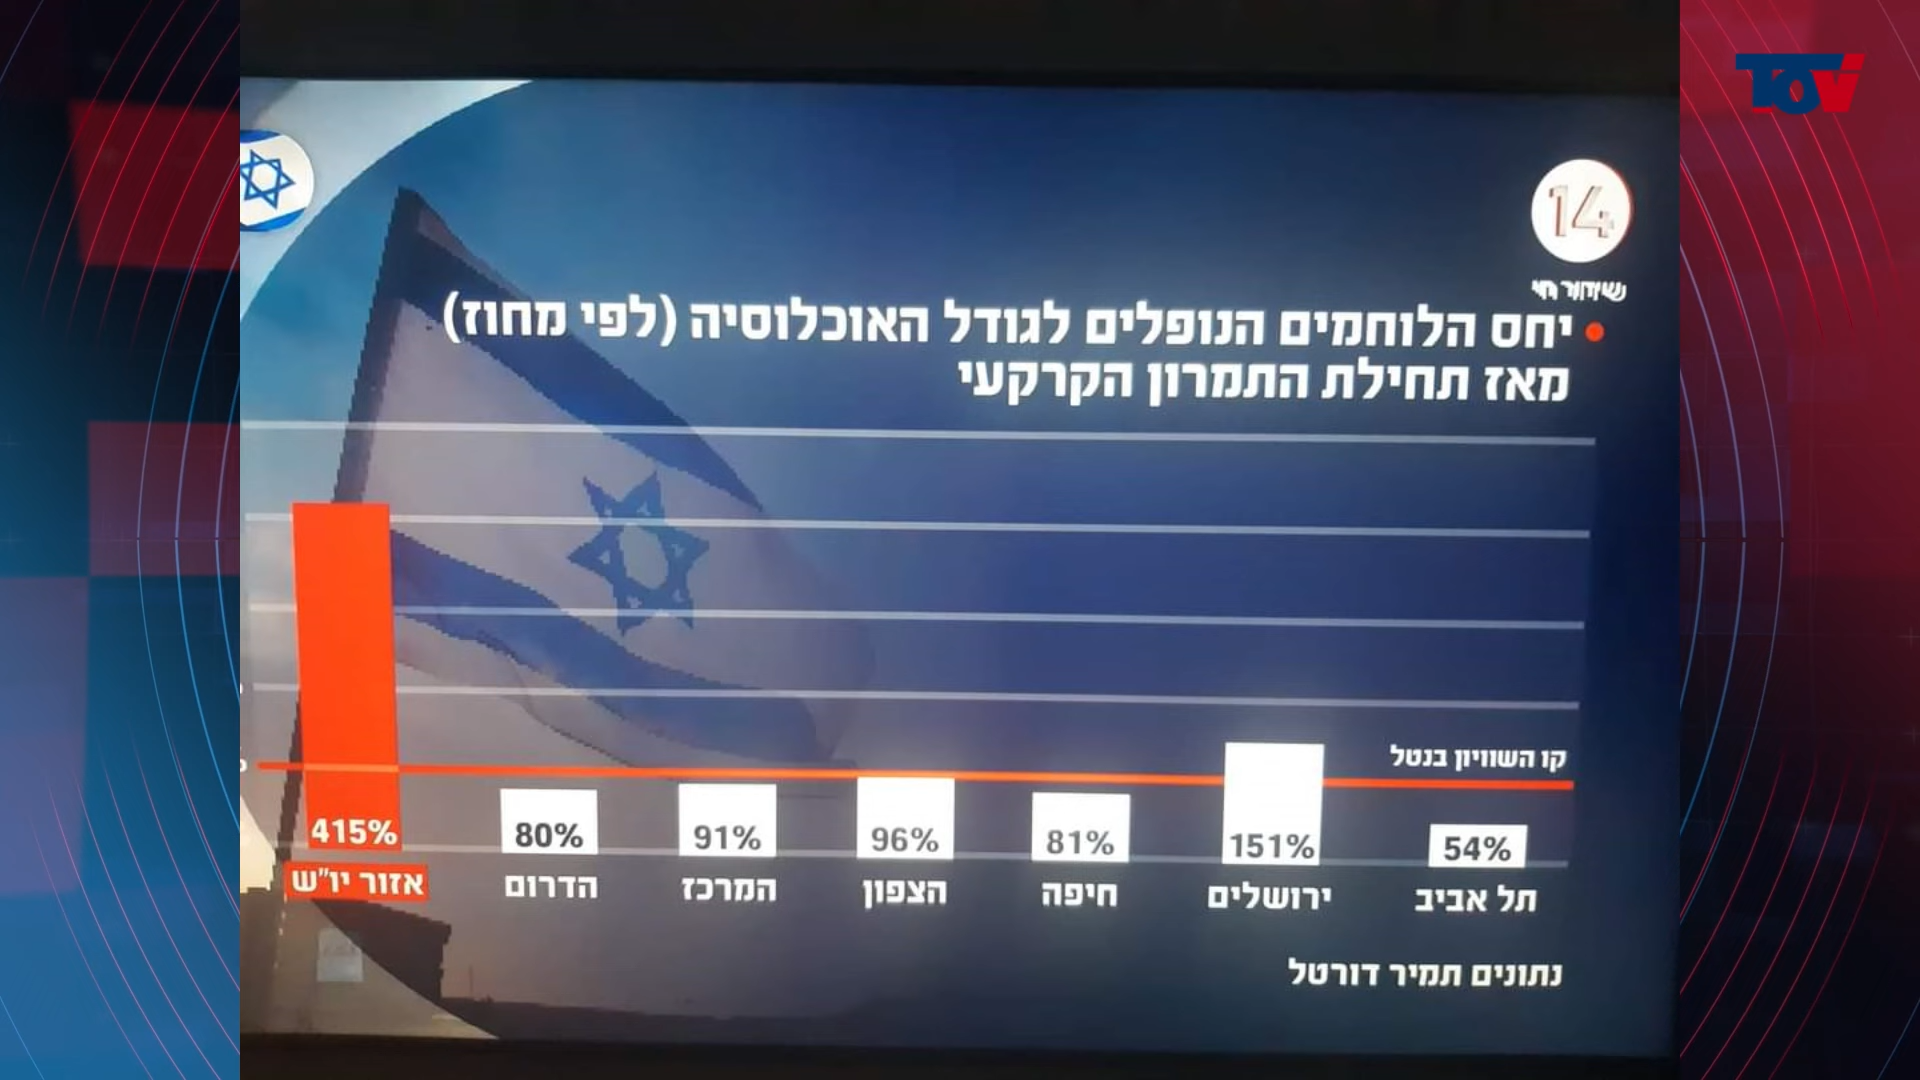 TOV
14
שידור חי
יחס הלוחמים הנופלים לגודל האוכלוסיה (לפי מחוז)
מאז תחילת התמרון הקרקעי
קו השוויון בנטל
54%
151%
81%
96%
91%
80%
415%
תל אביב
ירושלים
חיפה
הצפון
המרכז
הדרום
אזור יו"ש
נתונים תמיר דורטל